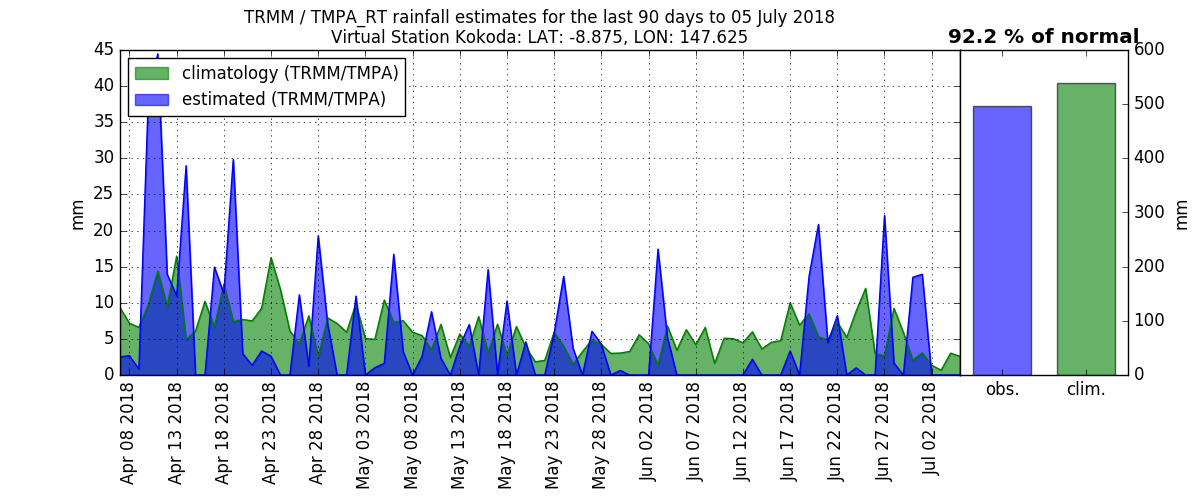 TRMM / TMPA_RT rainfall estimates for the last 90 days to 05 July 2018
Virtual Station Kokoda: LAT: -8.875, LON: 147.625
92.2 % of normal
climatology (TRMM/TMPA)
estimated (TRMM/TMPA)
45
40
35
30
25
20
15
10
5
0
mm
Apr 08 2018
Apr 13 2018
Apr 18 2018
Apr 23 2018
Apr 28 2018
May 03 2018
May 08 2018
May 13 2018
May 18 2018
May 23 2018
May 28 2018
Jun 02 2018
Jun 07 2018
Jun 12 2018
Jun 17 2018
Jun 22 2018
Jun 27 2018
Jul 02 2018
obs.
clim.
600
500
400
300
200
100
0
mm